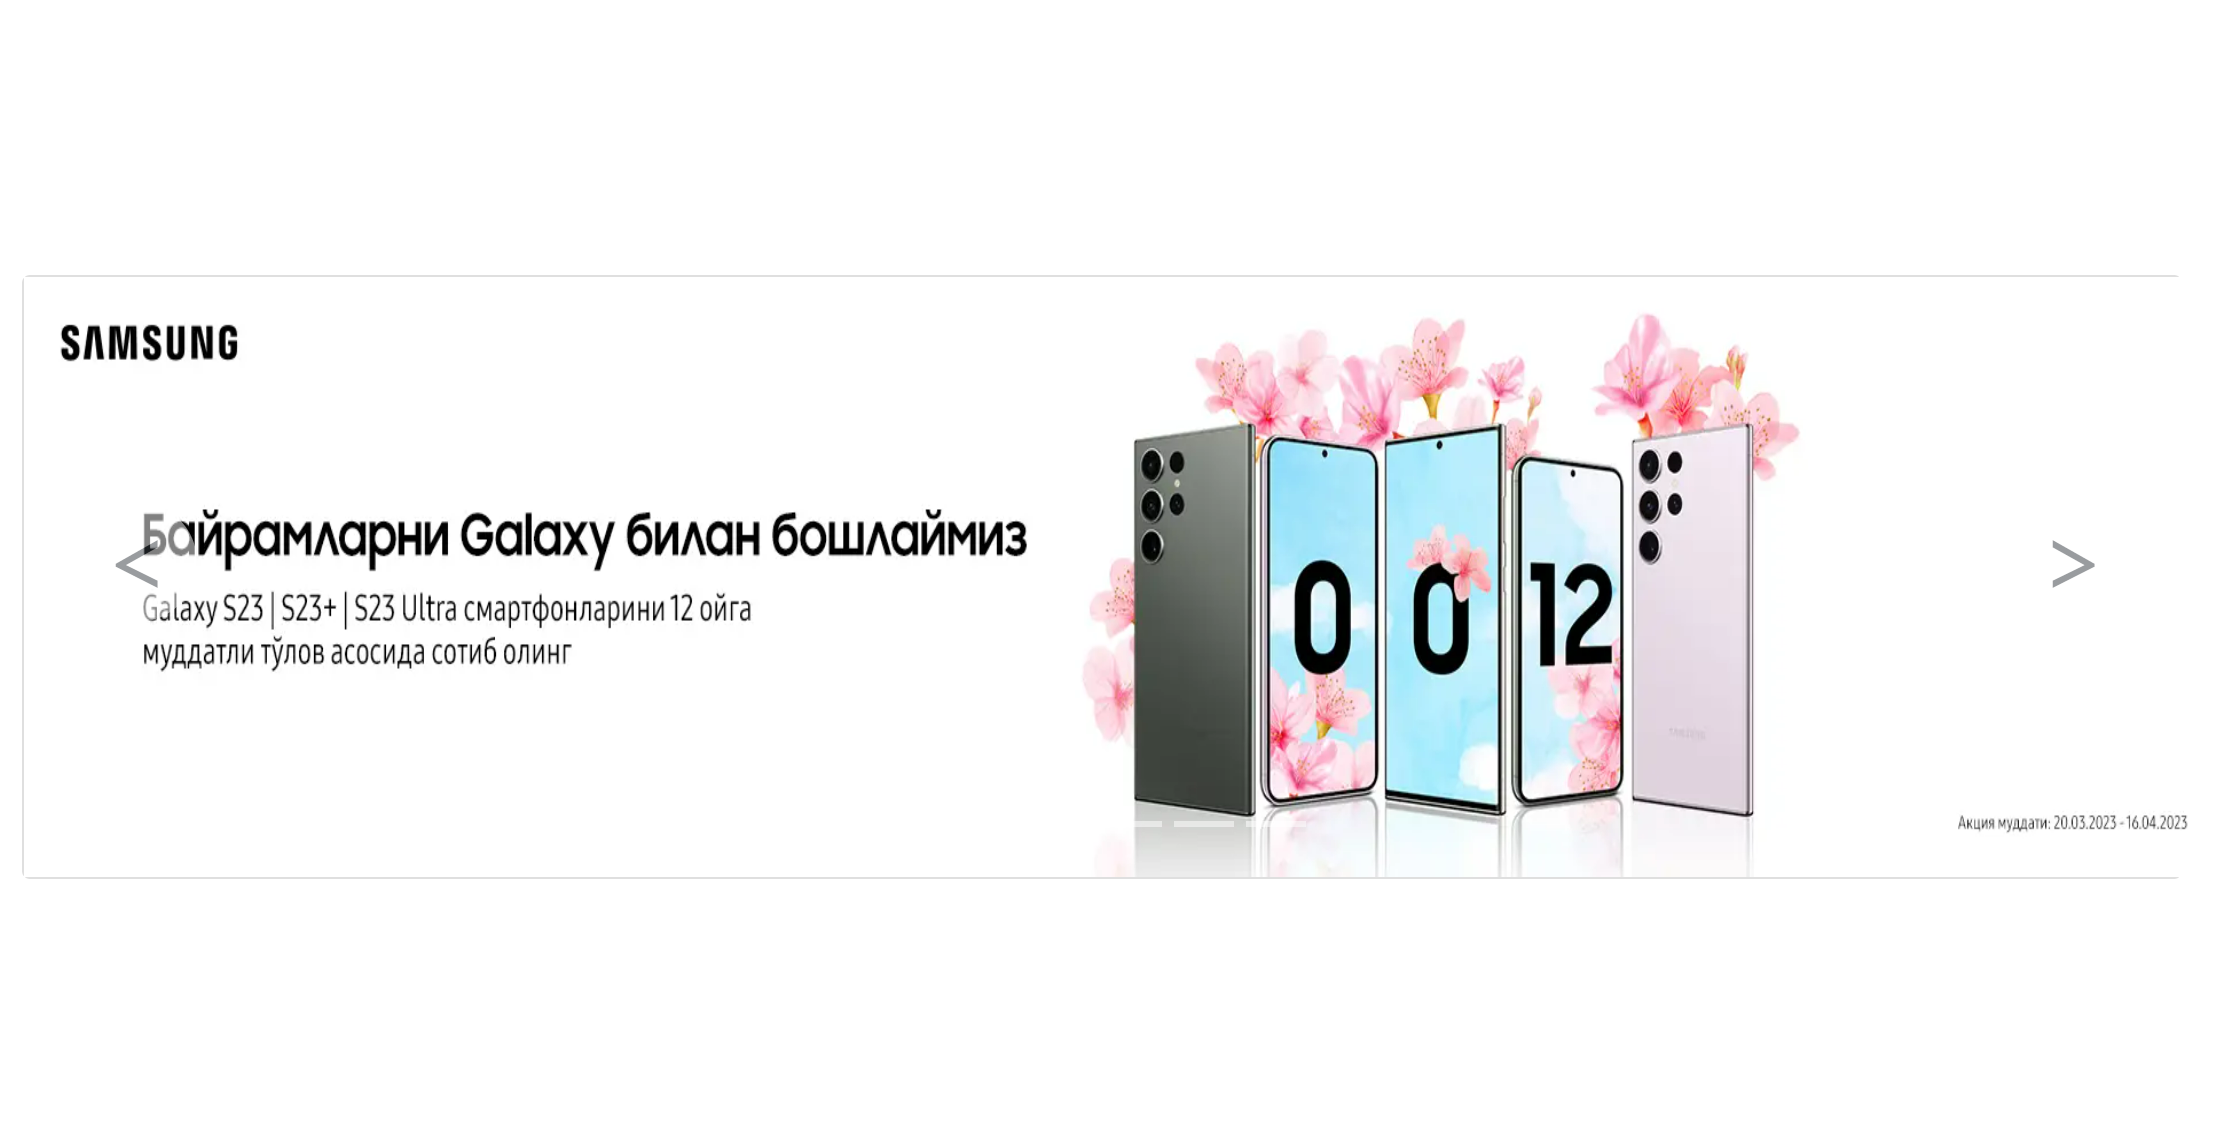 SAMSUNG
Байрамларни Galaxy билан бошлаймиз
Galaxy S23 | S23+ | S23 Ultra смартфонларини 12 ойга
муддатли тўлов асосида сотиб олинг
0 0 12
SAMSUNG
Акция муддати: 20.03.2023 - 16.04.2023